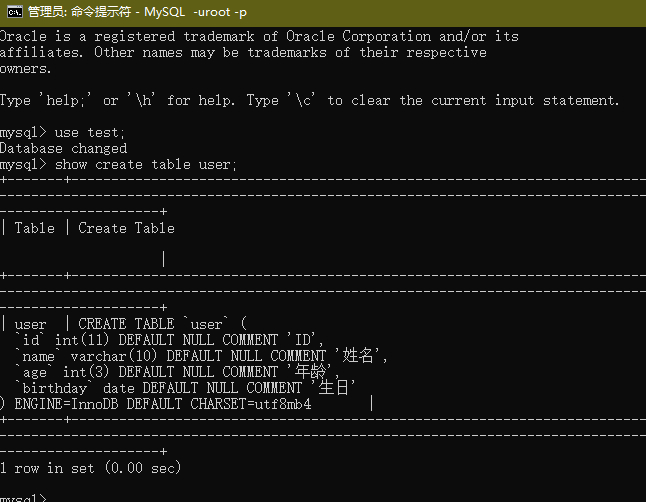 管理员: 命令提示符 - MySQL  -uroot -p
Oracle is a registered trademark of Oracle Corporation and/or its
affiliates. Other names may be trademarks of their respective
owners.
Type 'help;' or '\h' for help. Type '\c' to clear the current input statement.
mysql> use test;
Database changed
mysql> show create table user;
+-------+------------------------------------------------------------------------
---------------------------------------------------------------------------------
--------------------+
| Table | Create Table
                    |
+-------+------------------------------------------------------------------------
---------------------------------------------------------------------------------
--------------------+
| user  | CREATE TABLE `user` (
  `id` int(11) DEFAULT NULL COMMENT 'ID',
  `name` varchar(10) DEFAULT NULL COMMENT '姓名',
  `age` int(3) DEFAULT NULL COMMENT '年龄',
  `birthday` date DEFAULT NULL COMMENT '生日'
) ENGINE=InnoDB DEFAULT CHARSET=utf8mb4       |
+-------+------------------------------------------------------------------------
---------------------------------------------------------------------------------
--------------------+
1 row in set (0.00 sec)
mysql>